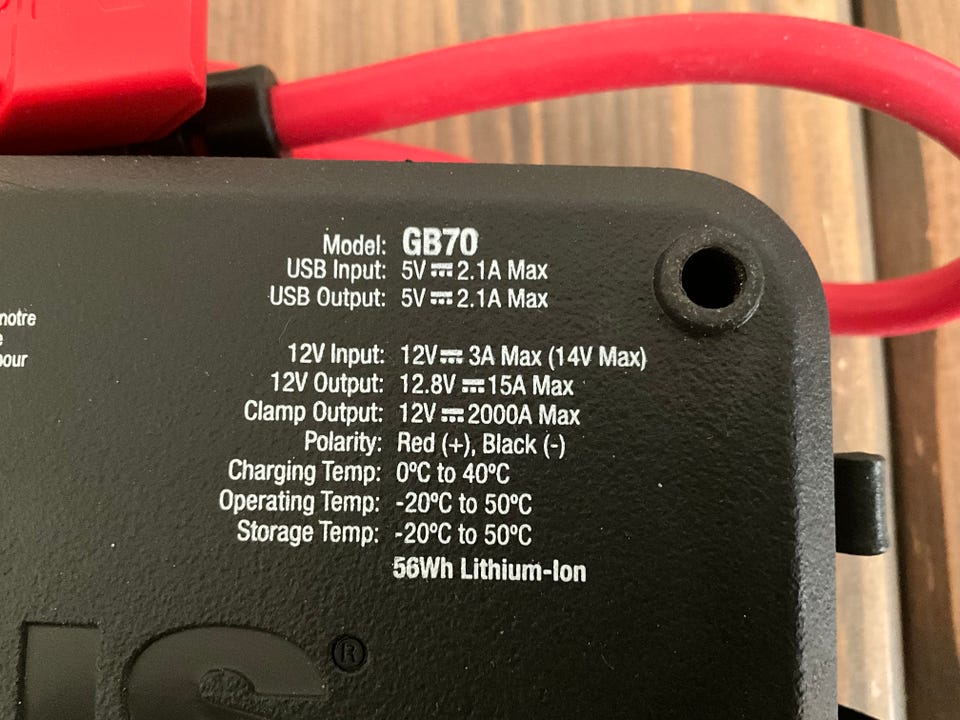 Model: GB70
USB Input: 5V⎓2.1A Max
USB Output: 5V⎓2.1A Max
notre
our
12V Input: 12V⎓3A Max (14V Max)
12V Output: 12.8V⎓15A Max
Clamp Output: 12V⎓2000A Max
Polarity: Red (+), Black (-)
Charging Temp: 0ºC to 40ºC
Operating Temp: -20ºC to 50ºC
Storage Temp: -20ºC to 50ºC
56Wh Lithium-Ion
®